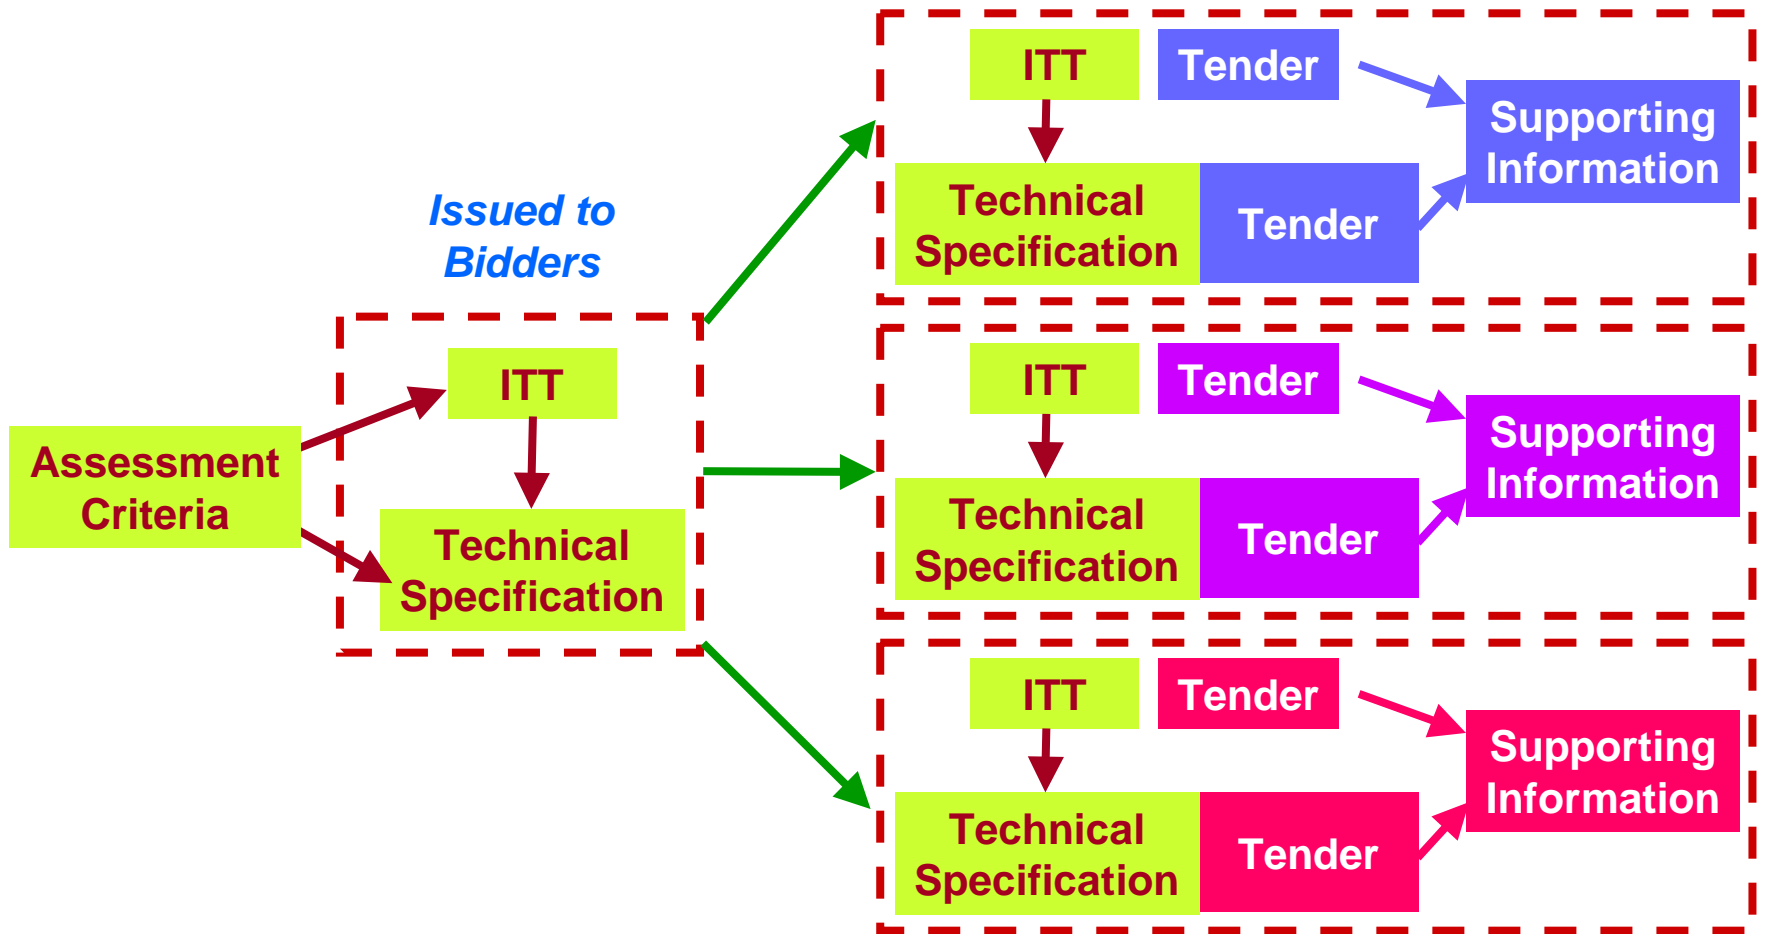 Assessment
Criteria
Issued to
Bidders
ITT
Technical
Specification
ITT
Tender
Technical
Specification
Tender
Supporting
Information
ITT
Tender
Technical
Specification
Tender
Supporting
Information
ITT
Tender
Technical
Specification
Tender
Supporting
Information